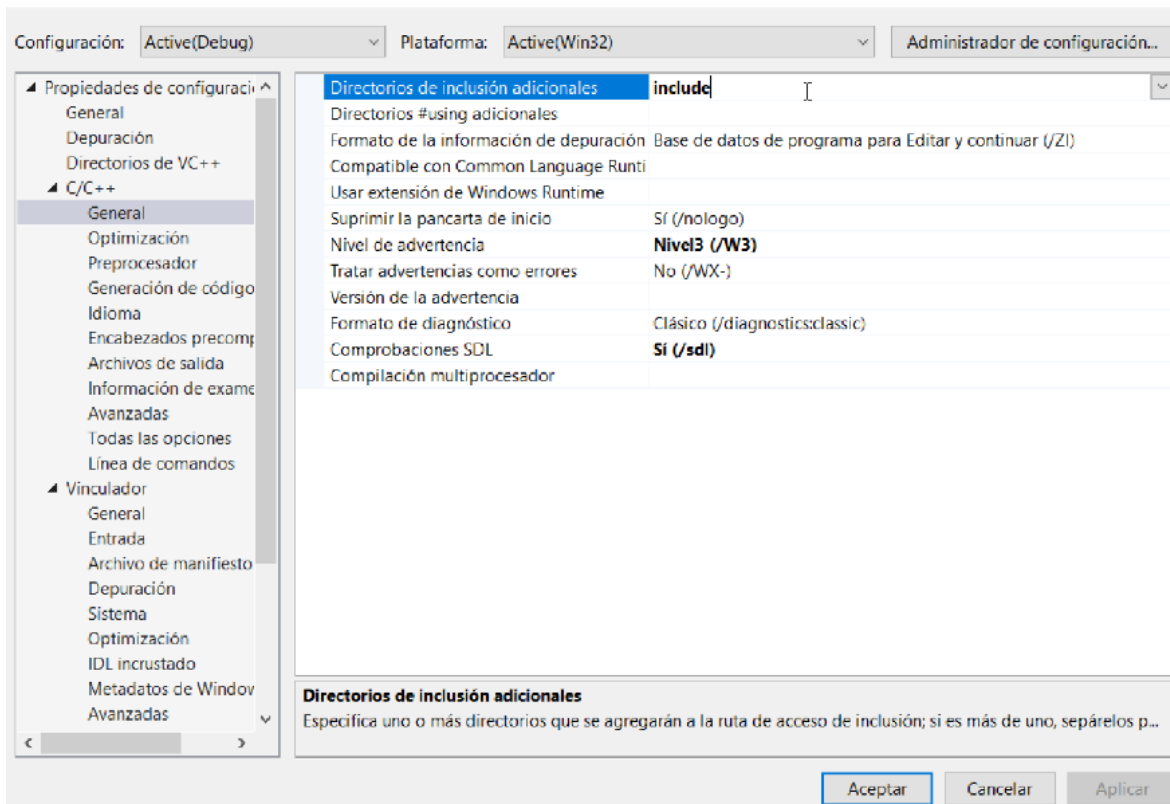 Configuración: Active(Debug) Plataforma: Active(Win32) Administrador de configuración...
Propiedades de configuraci
General
Depuración
Directorios de VC++
C/C++
General
Optimización
Preprocesador
Generación de código
Idioma
Encabezados precomp
Archivos de salida
Información de exame
Avanzadas
Todas las opciones
Línea de comandos
Vinculador
General
Entrada
Archivo de manifiesto
Depuración
Sistema
Optimización
IDL incrustado
Metadatos de Window
Avanzadas
Directorios de inclusión adicionales include
Directorios #using adicionales
Formato de la información de depuración Base de datos de programa para Editar y continuar (/ZI)
Compatible con Common Language Runti
Usar extensión de Windows Runtime
Suprimir la pancarta de inicio Sí (/nologo)
Nivel de advertencia Nivel3 (/W3)
Tratar advertencias como errores No (/WX-)
Versión de la advertencia
Formato de diagnóstico Clásico (/diagnostics:classic)
Comprobaciones SDL Sí (/sdl)
Compilación multiprocesador
Directorios de inclusión adicionales
Especifica uno o más directorios que se agregarán a la ruta de acceso de inclusión; si es más de uno, sepárelos p...
Aceptar Cancelar Aplicar